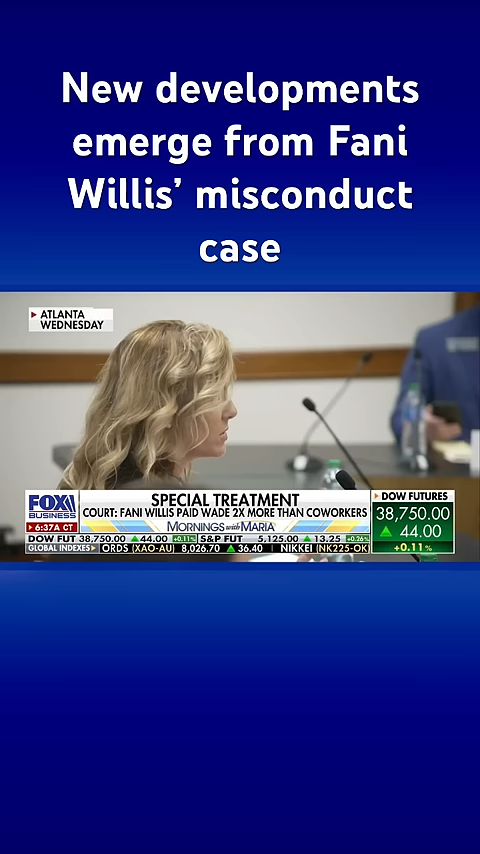 New developments
emerge from Fani
Willis’ misconduct
case
ATLANTA
WEDNESDAY
FOX
BUSINESS
SPECIAL TREATMENT
COURT: FANI WILLIS PAID WADE 2X MORE THAN COWORKERS
MORNINGS with MARIA
6:37A CT
DOW FUT 38,750.00 ▲ 44.00 +0.11% S&P FUT 5,125.00 ▲ 13.25 +0.26%
GLOBAL INDEXES ORDS (XAO-AU) 8,026.70 ▲ 36.40 NIKKEI (NK225-OK)
DOW FUTURES
38,750.00
▲ 44.00
+0.11%